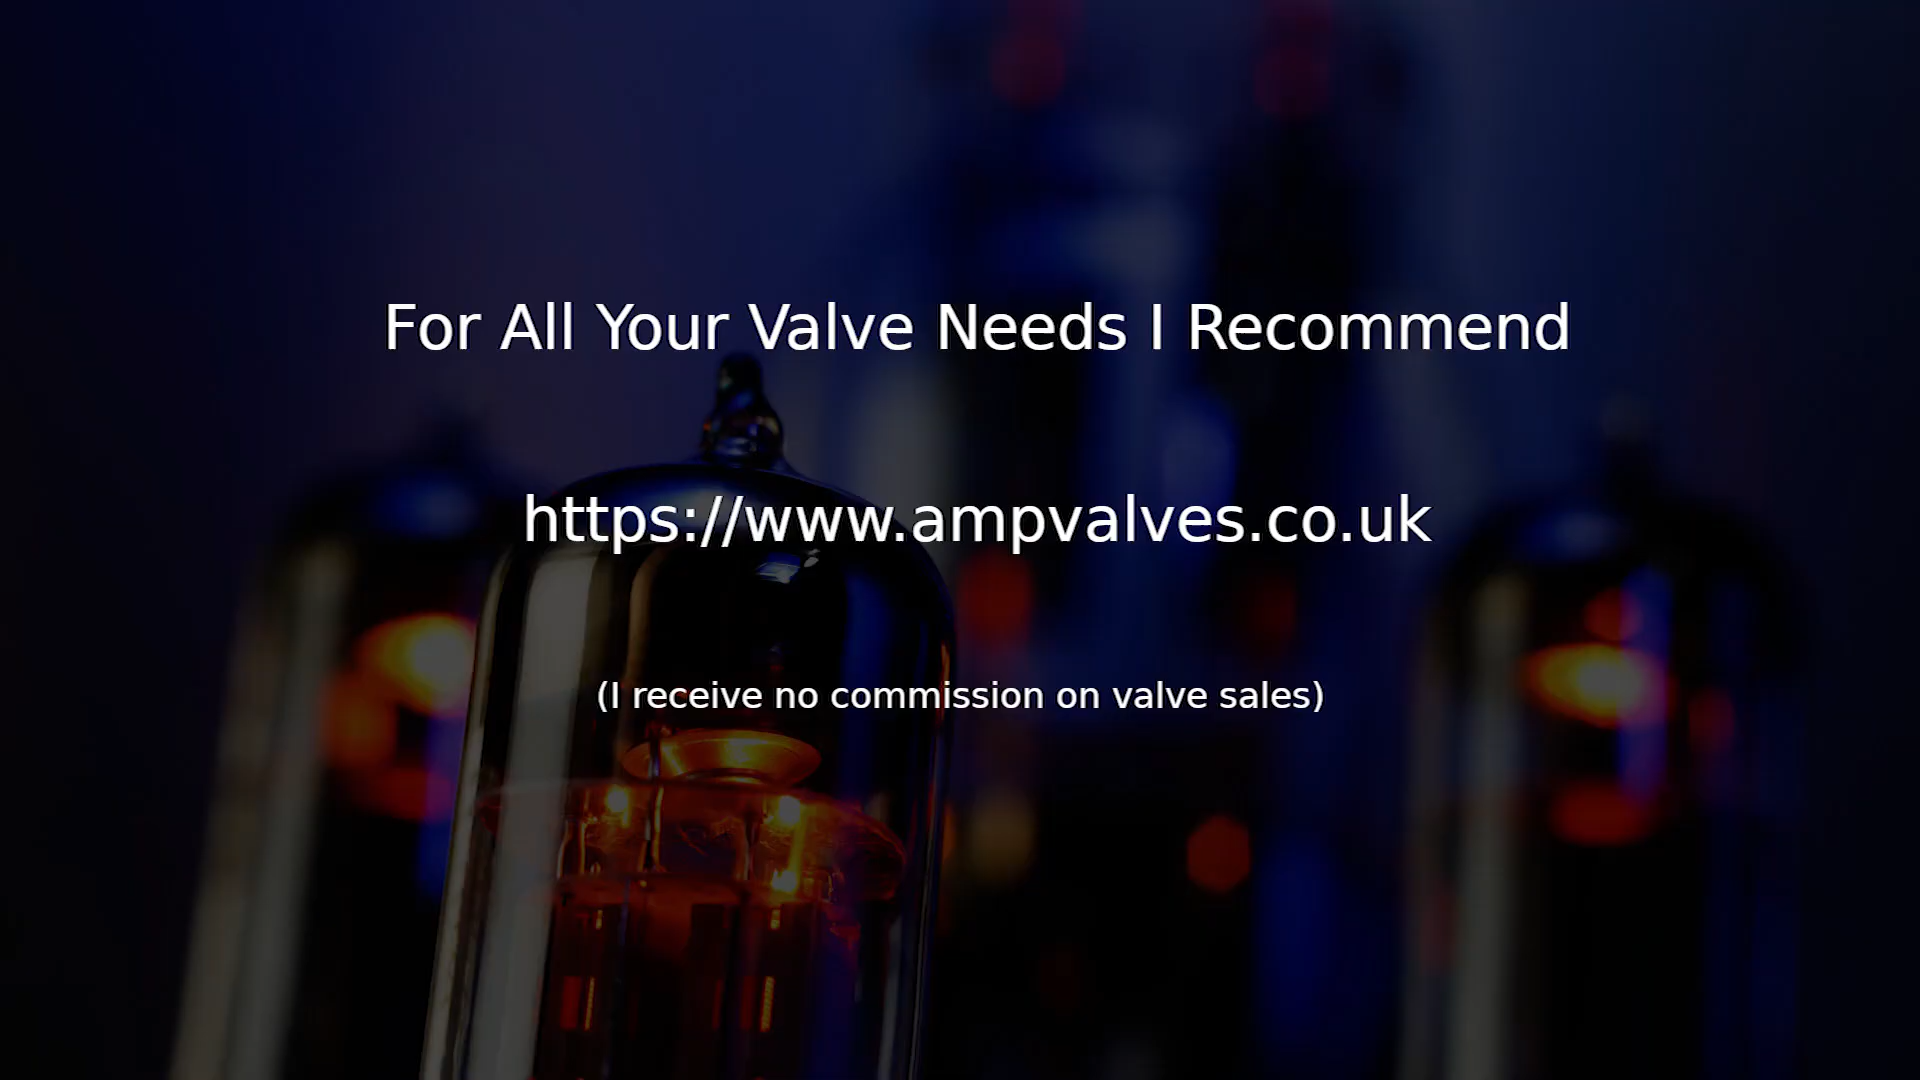 For All Your Valve Needs I Recommend
https://www.ampvalves.co.uk
(I receive no commission on valve sales)